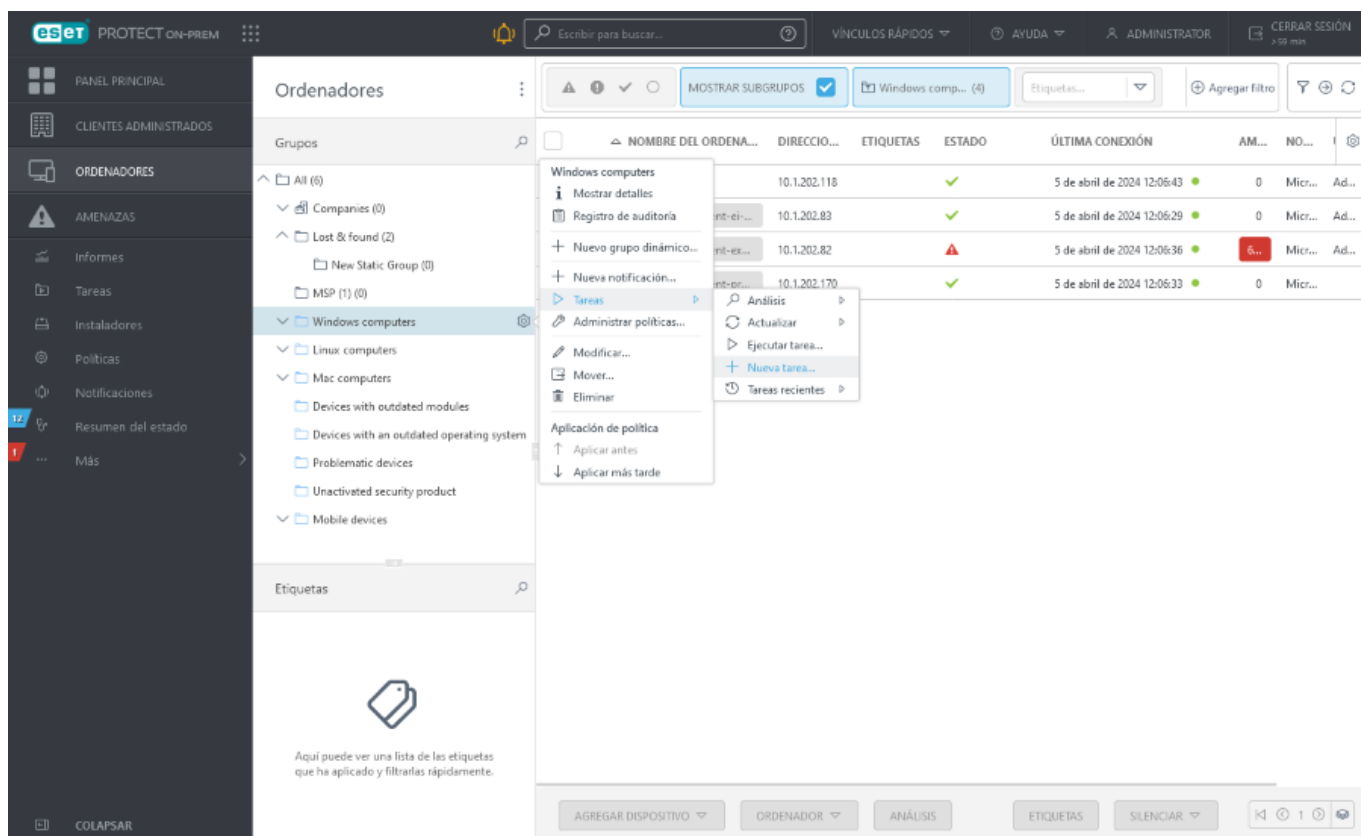 eset PROTECT ON-PREM
Escribir para buscar...
VÍNCULOS RÁPIDOS
AYUDA
ADMINISTRATOR
CERRAR SESIÓN
> 59 min
PANEL PRINCIPAL
CLIENTES ADMINISTRADOS
ORDENADORES
AMENAZAS
Informes
Tareas
Instaladores
Políticas
Notificaciones
12
Resumen del estado
1
Más
COLAPSAR
Ordenadores
Grupos
All (6)
Companies (0)
Lost & found (2)
New Static Group (0)
MSP (1) (0)
Windows computers
Linux computers
Mac computers
Devices with outdated modules
Devices with an outdated operating system
Problematic devices
Unactivated security product
Mobile devices
Etiquetas
Aquí puede ver una lista de las etiquetas
que ha aplicado y filtrarlas rápidamente.
MOSTRAR SUBGRUPOS
Windows comp... (4)
Etiquetas...
Agregar filtro
NOMBRE DEL ORDENA... DIRECCIO... ETIQUETAS ESTADO ÚLTIMA CONEXIÓN AM... NO...
10.1.202.118 5 de abril de 2024 12:06:43 0 Micr... Ad...
ent-ei-... 10.1.202.83 5 de abril de 2024 12:06:29 0 Micr... Ad...
ent-ex... 10.1.202.82 5 de abril de 2024 12:06:36 6... Micr... Ad...
ent-pr... 10.1.202.170 5 de abril de 2024 12:06:33 0 Micr...
Windows computers
Mostrar detalles
Registro de auditoría
Nuevo grupo dinámico...
Nueva notificación...
Tareas
Administrar políticas...
Modificar...
Mover...
Eliminar
Aplicación de política
Aplicar antes
Aplicar más tarde
Análisis
Actualizar
Ejecutar tarea...
Nueva tarea...
Tareas recientes
AGREGAR DISPOSITIVO
ORDENADOR
ANÁLISIS
ETIQUETAS
SILENCIAR
1